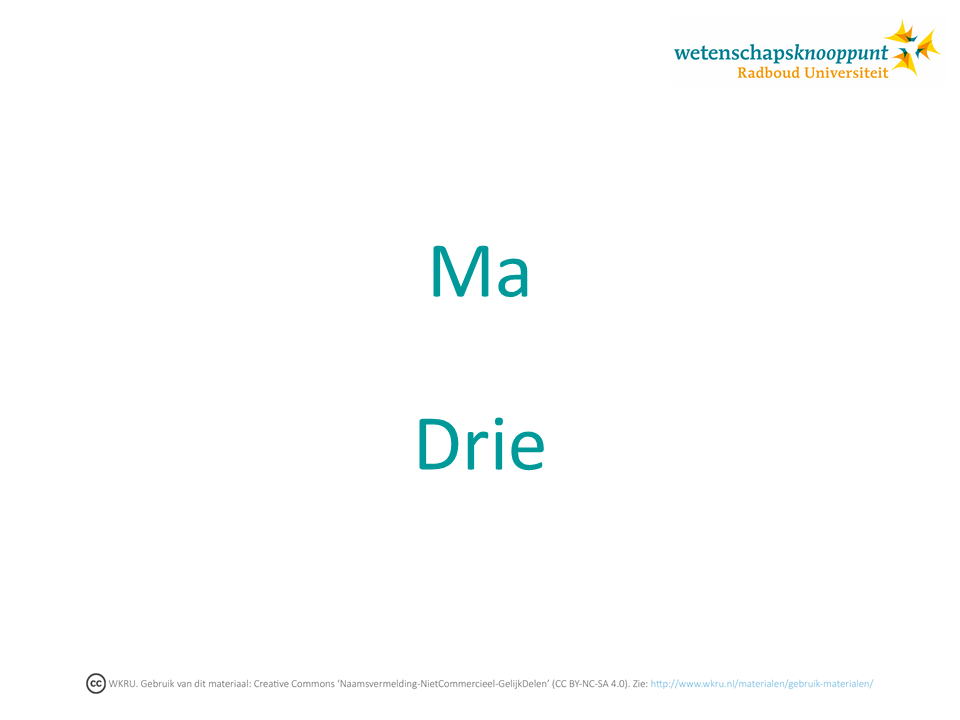 wetenschapsknooppunt
Radboud Universiteit
Ma
Drie
cc WKRU. Gebruik van dit materiaal: Creative Commons ‘Naamsvermelding-NietCommercieel-GelijkDelen’ (CC BY-NC-SA 4.0). Zie: http://www.wkru.nl/materialen/gebruik-materialen/